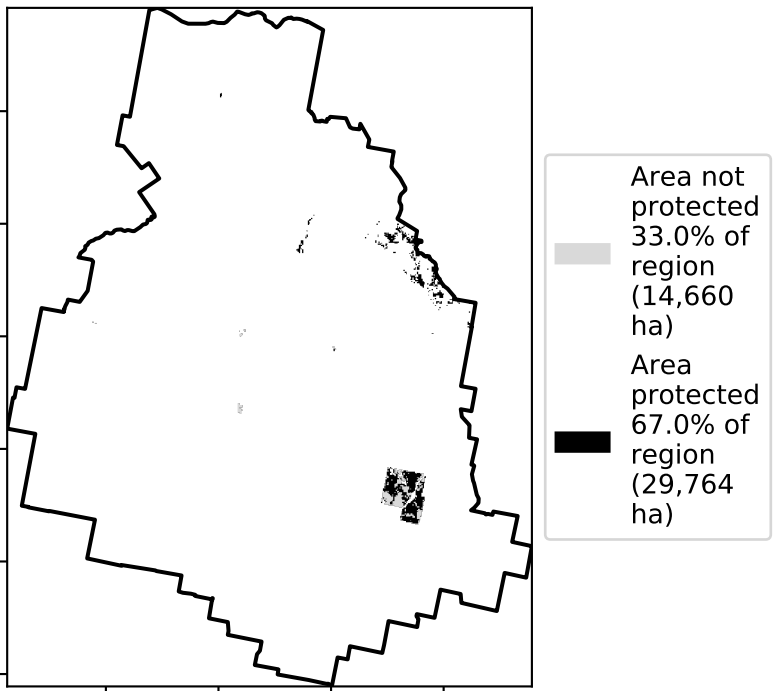 Area not
protected
33.0% of
region
(14,660
ha)
Area
protected
67.0% of
region
(29,764
ha)